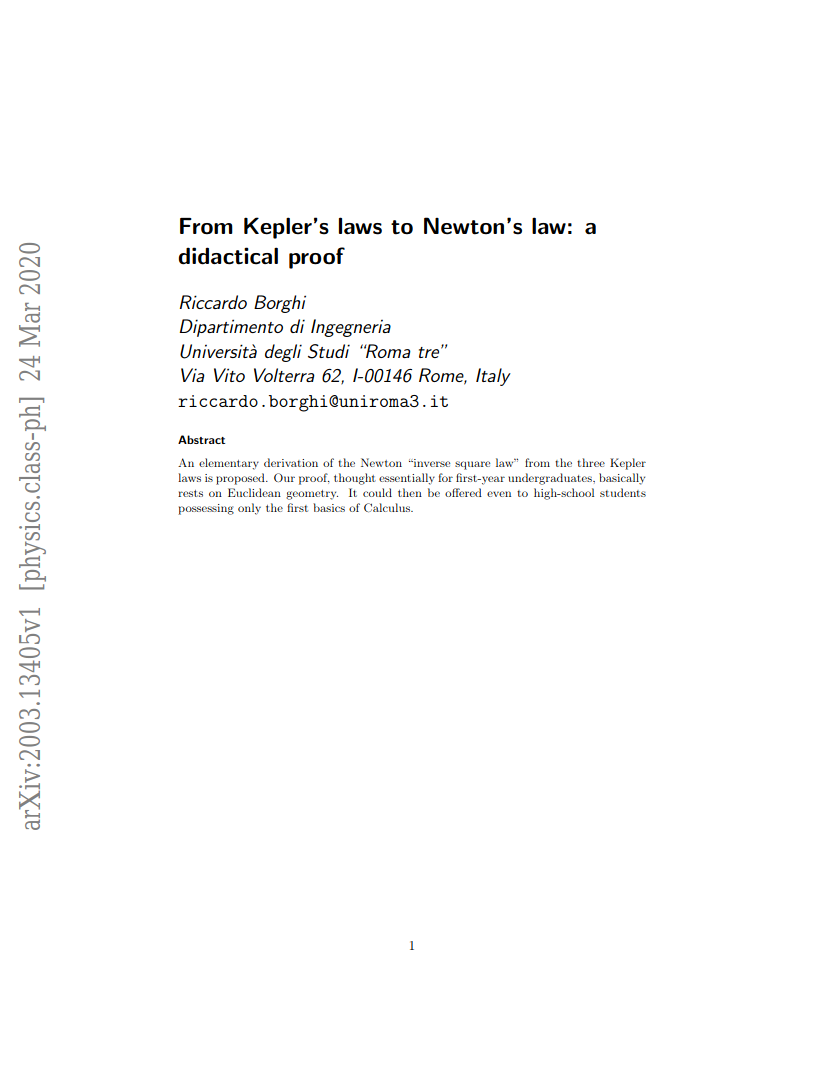 From Kepler's laws to Newton's law: a
didactical proof
Riccardo Borghi
Dipartimento di Ingegneria
Università degli Studi “Roma tre”
Via Vito Volterra 62, I-00146 Rome, Italy
riccardo.borghi@uniroma3.it
Abstract
An elementary derivation of the Newton “inverse square law” from the three Kepler
laws is proposed. Our proof, thought essentially for first-year undergraduates, basically
rests on Euclidean geometry. It could then be offered even to high-school students
possessing only the first basics of Calculus.
arXiv:2003.13405v1 [physics.class-ph] 24 Mar 2020
1